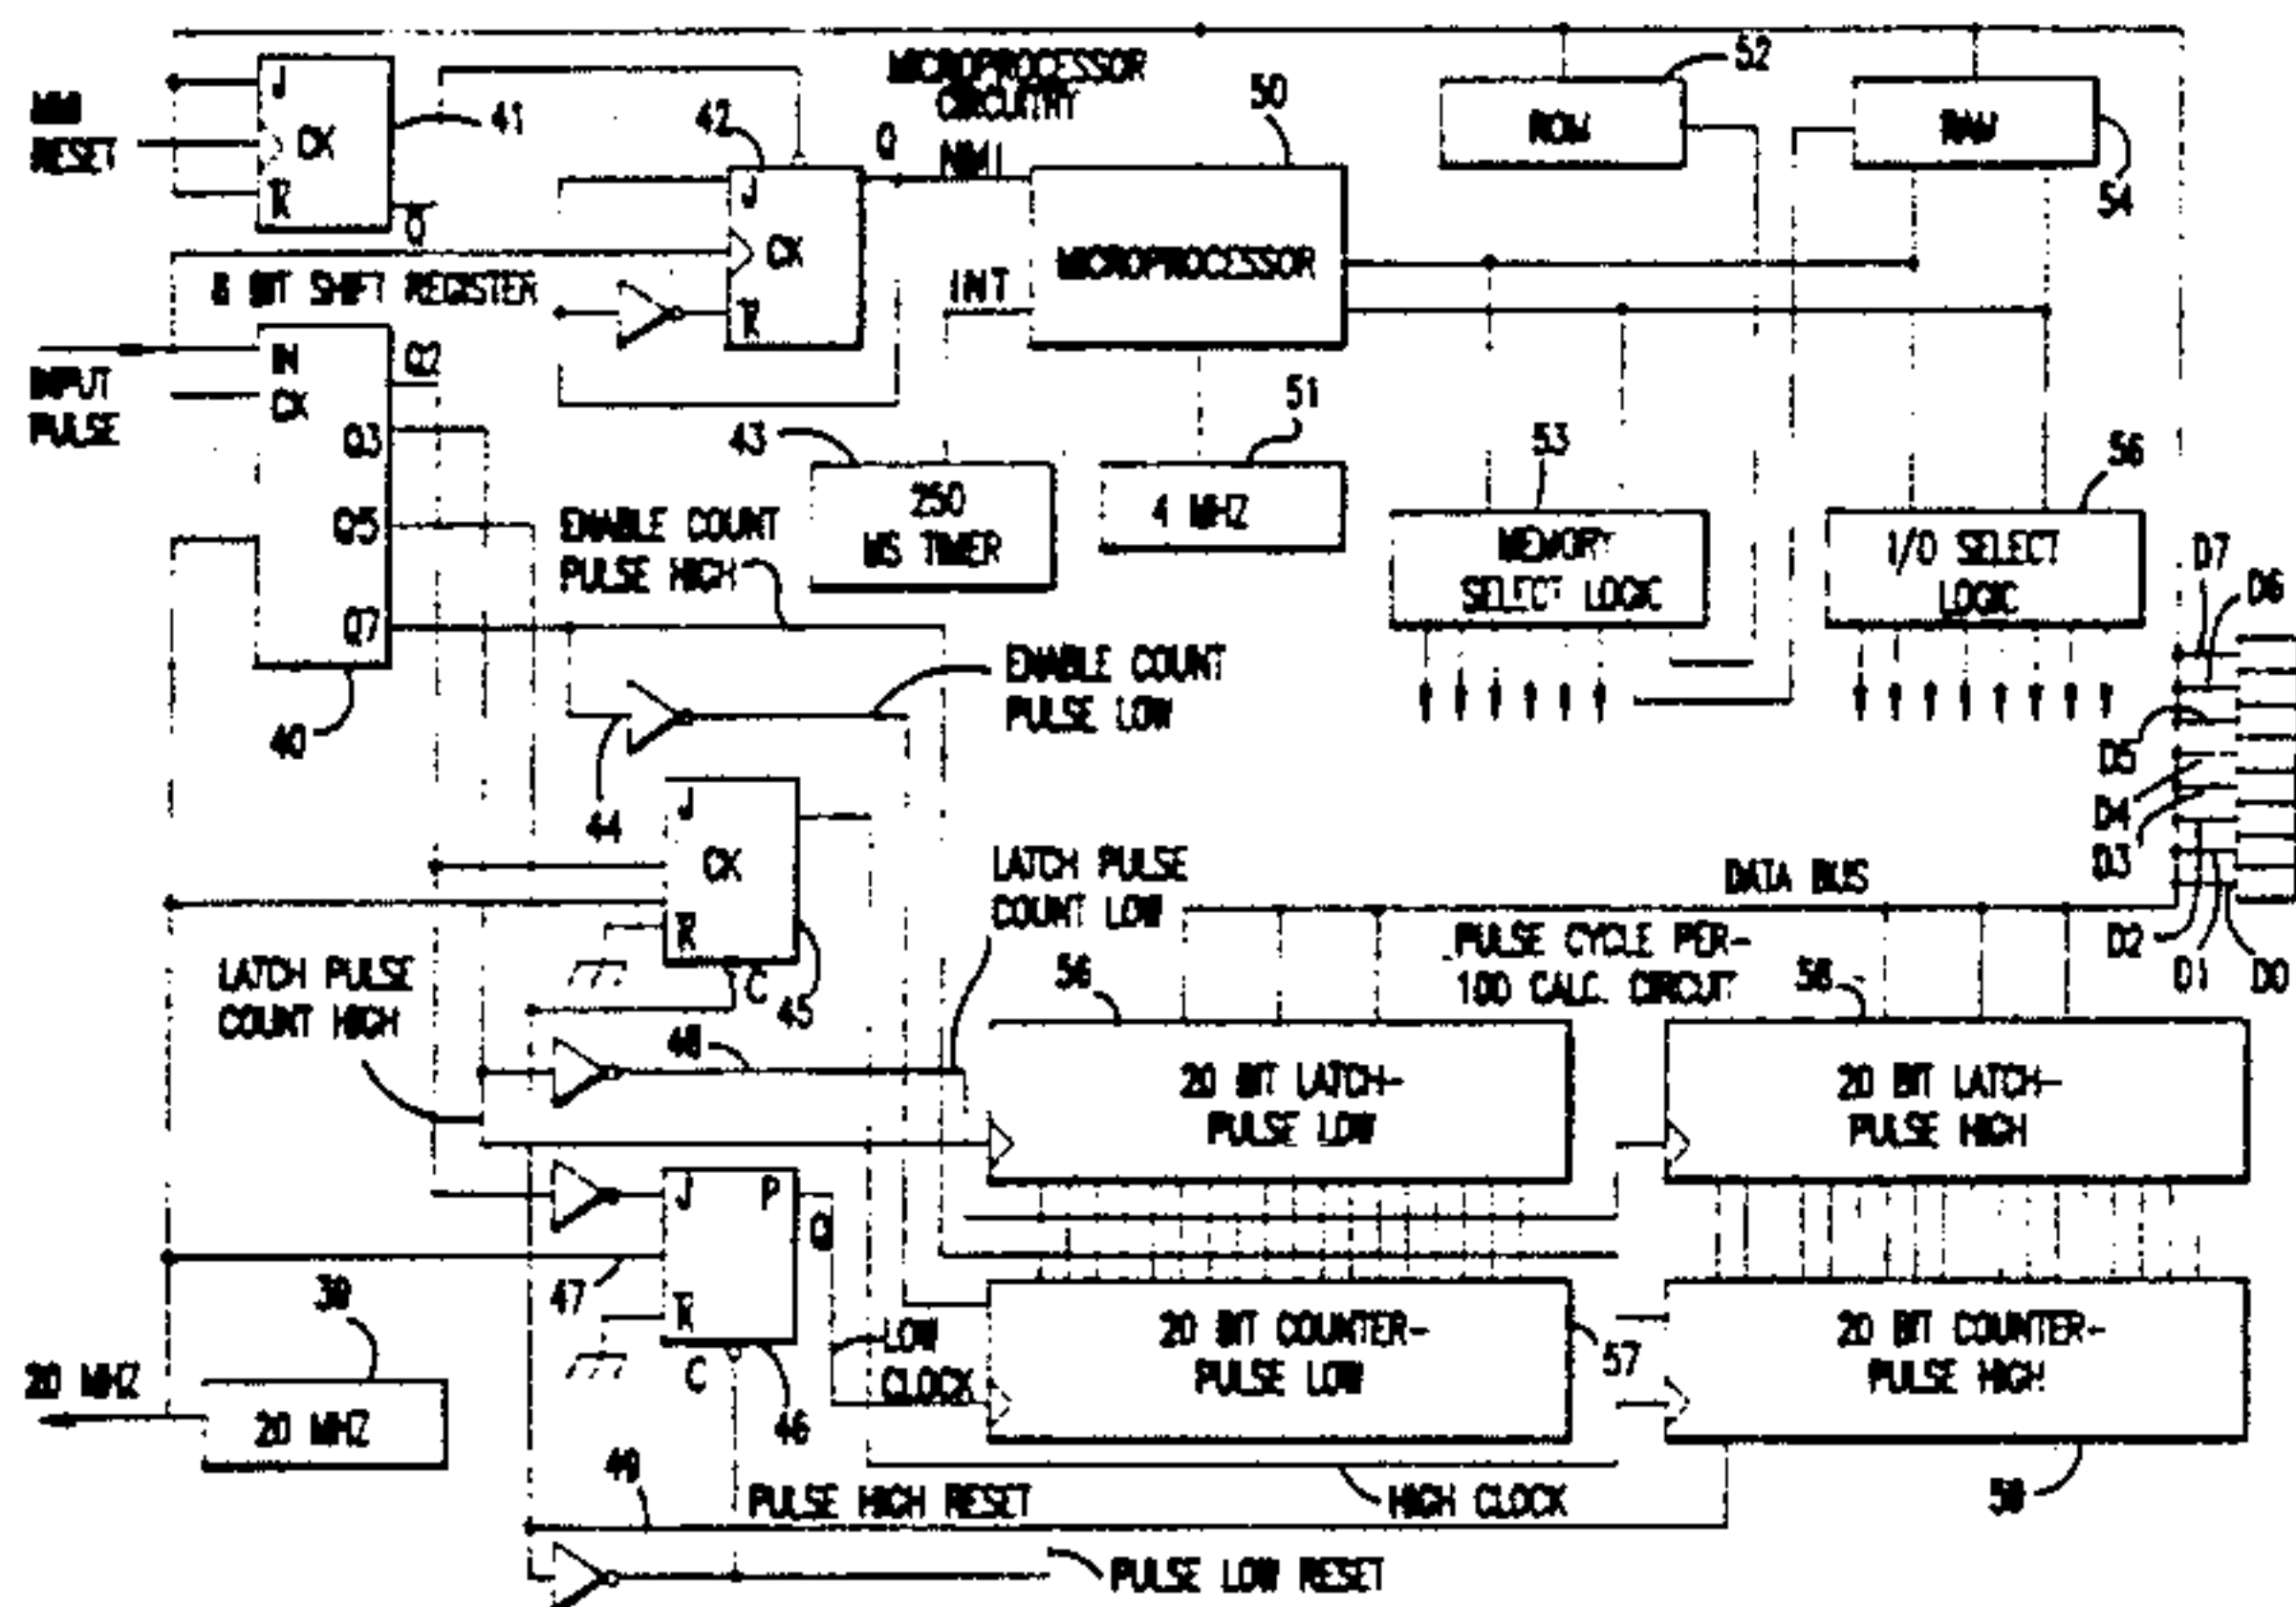 MICROPROCESSOR
CIRCUITRY
52
J
41
42
50
ROM
RAM
RESET
CK
Q
NMI
J
54
K
Q
CK
MICROPROCESSOR
8 BIT SHIFT REGISTER
INT
K
IN
Q2
INPUT
PULSE
CK
51
Q3
43
53
56
250
MS TIMER
4 MHZ
MEMORY
SELECT LOGIC
I/O SELECT
LOGIC
Q5
ENABLE COUNT
PULSE HIGH
D7
D6
Q7
ENABLE COUNT
PULSE LOW
40
D5
J
44
D4
CK
LATCH PULSE
COUNT LOW
D3
DATA BUS
K
D2
D1
D0
PULSE CYCLE PER-
IOD CALC. CIRCUIT
LATCH PULSE
COUNT HIGH
C
45
56
58
48
20 BIT LATCH-
PULSE LOW
20 BIT LATCH-
PULSE HIGH
J
P
Q
47
39
K
LOW
CLOCK
20 BIT COUNTER-
PULSE LOW
57
20 BIT COUNTER-
PULSE HIGH
20 MHZ
20 MHZ
C
46
49
PULSE HIGH RESET
HIGH CLOCK
PULSE LOW RESET